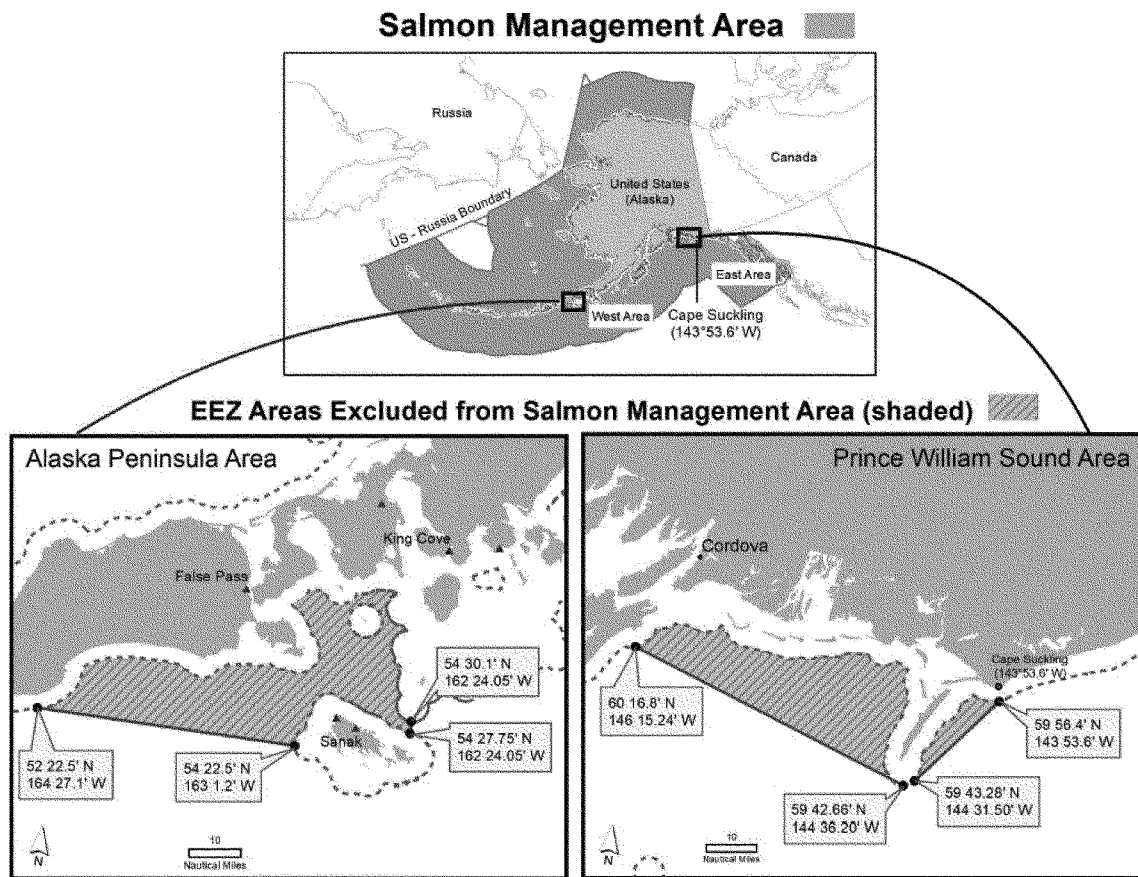 Salmon Management Area
Russia
Canada
United States
(Alaska)
US - Russia Boundary
East Area
West Area
Cape Suckling
(143°53.6' W)
EEZ Areas Excluded from Salmon Management Area (shaded)
Alaska Peninsula Area
King Cove
False Pass
54 30.1' N
162 24.05' W
Sanak
54 27.75' N
162 24.05' W
52 22.5' N
164 27.1' W
54 22.5' N
163 1.2' W
N
10
Nautical Miles
Prince William Sound Area
Cordova
Cape Suckling
(143°53.6' W)
60 16.8' N
146 15.24' W
59 56.4' N
143 53.6' W
59 43.28' N
144 31.50' W
59 42.66' N
144 36.20' W
N
10
Nautical Miles